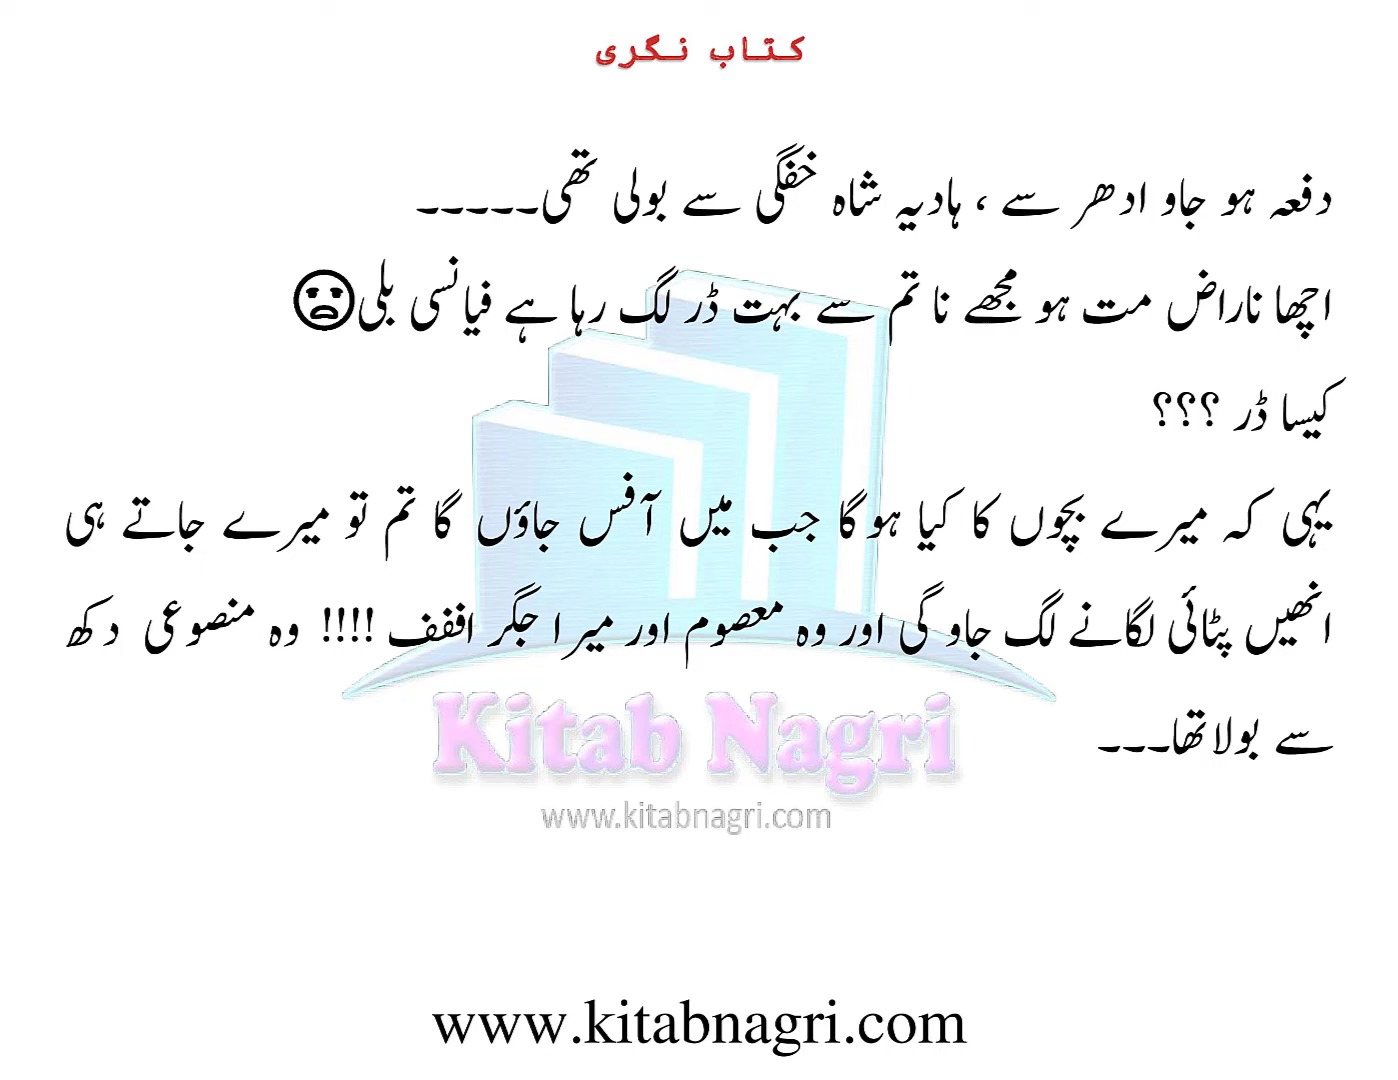 کتاب نگری
دفعہ ہو جاو ادھر سے ، ہادیہ شاہ خفگی سے بولی تھی۔۔۔۔۔
اچھا ناراض مت ہو مجھے نا تم سے بہت ڈر لگ رہا ہے فیانسی بلی😦
کیسا ڈر ؟؟؟
یہی کہ میرے بچوں کا کیا ہوگا جب میں آفس جاؤں گا تم تو میرے جاتے ہی
انھیں پٹائی لگانے لگ جاو گی اور وہ معصوم اور میرا جگر اففف !!!! وہ منصوعی دکھ
سے بولا تھا۔۔۔
Kitab Nagri
www.kitabnagri.com
www.kitabnagri.com